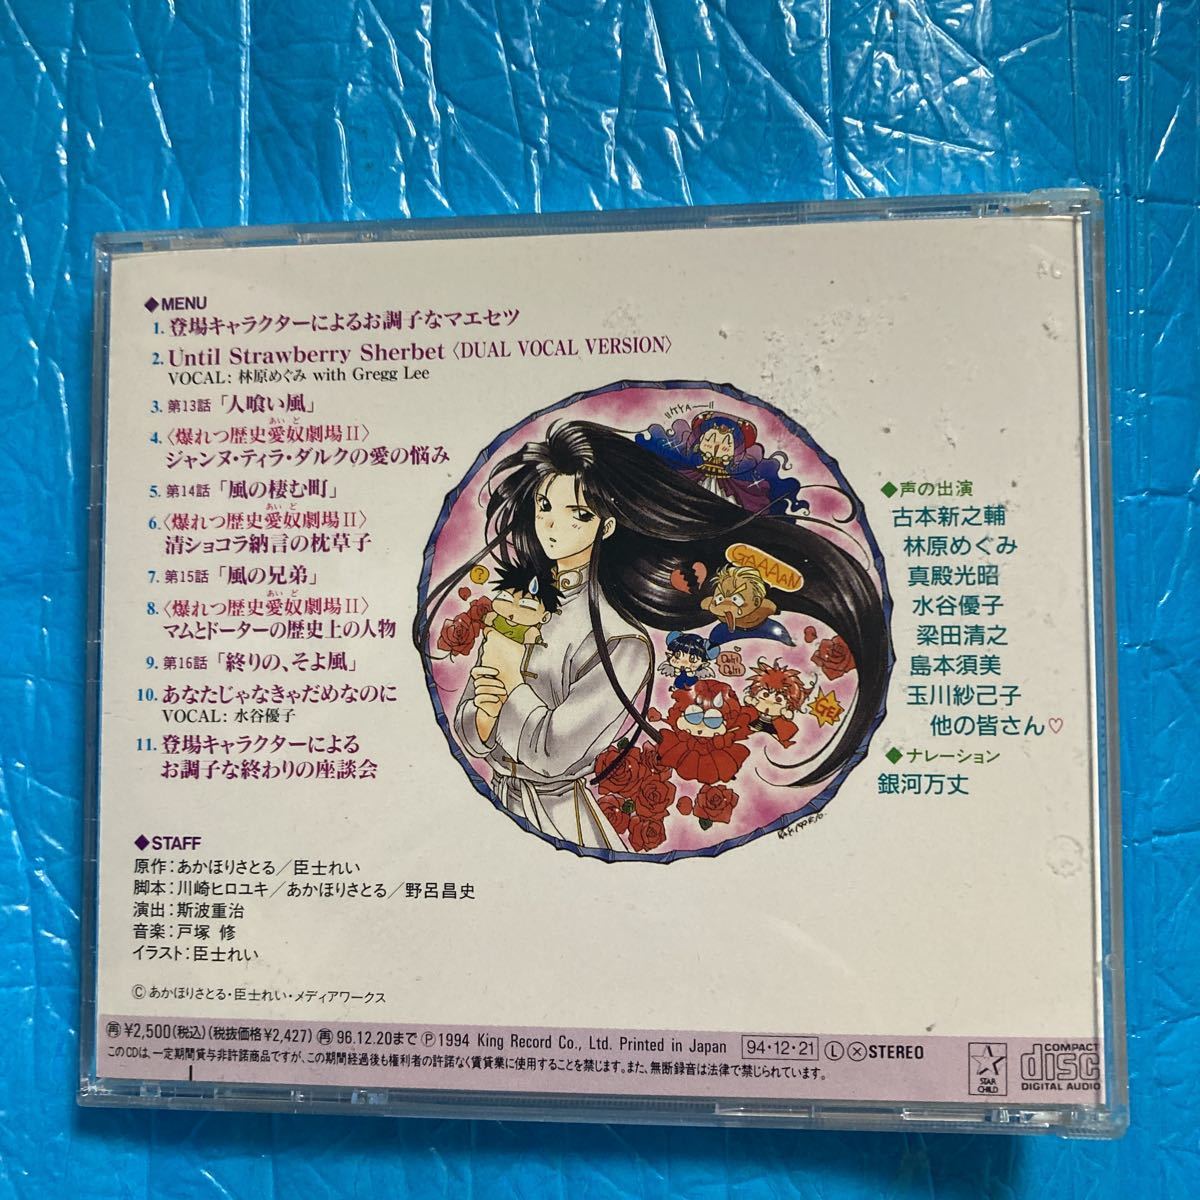 ◆MENU
1. 登場キャラクターによるお調子なマエセツ
2. Until Strawberry Sherbet〈DUAL VOCAL VERSION〉
VOCAL: 林原めぐみ with Gregg Lee
3. 第13話「人喰い風」
あいど
4.〈爆れつ歴史愛奴劇場II〉
ジャンヌ・ティラ・ダルクの愛の悩み
5. 第14話「風の棲む町」
あいど
6.〈爆れつ歴史愛奴劇場II〉
清ショコラ納言の枕草子
7. 第15話「風の兄弟」
あいど
8.〈爆れつ歴史愛奴劇場II〉
マムとドーターの歴史上の人物
9. 第16話「終りの、そよ風」
10. あなたじゃなきゃだめなのに
VOCAL: 水谷優子
11. 登場キャラクターによる
お調子な終わりの座談会
GAAAAN
?
GE!
◆声の出演
古本新之輔
林原めぐみ
真殿光昭
水谷優子
梁田清之
島本須美
玉川紗己子
他の皆さん♡
◆ナレーション
銀河万丈
◆STAFF
原作：あかほりさとる／臣士れい
脚本：川崎ヒロユキ／あかほりさとる／野呂昌史
演出：斯波重治
音楽：戸塚 修
イラスト：臣士れい
©あかほりさとる・臣士れい・メディアワークス
再 ¥2,500(税込)(税抜価格¥2,427) 再 96.12.20まで ℗1994 King Record Co., Ltd. Printed in Japan 94・12・21 Ⓛ ⓧ STEREO
このCDは、一定期間貸与非許諾商品ですが、この期間経過後も権利者の許諾なく賃貸業に使用することを禁じます。また、無断録音は法律で禁じられています。
STAR CHILD
COMPACT disc DIGITAL AUDIO